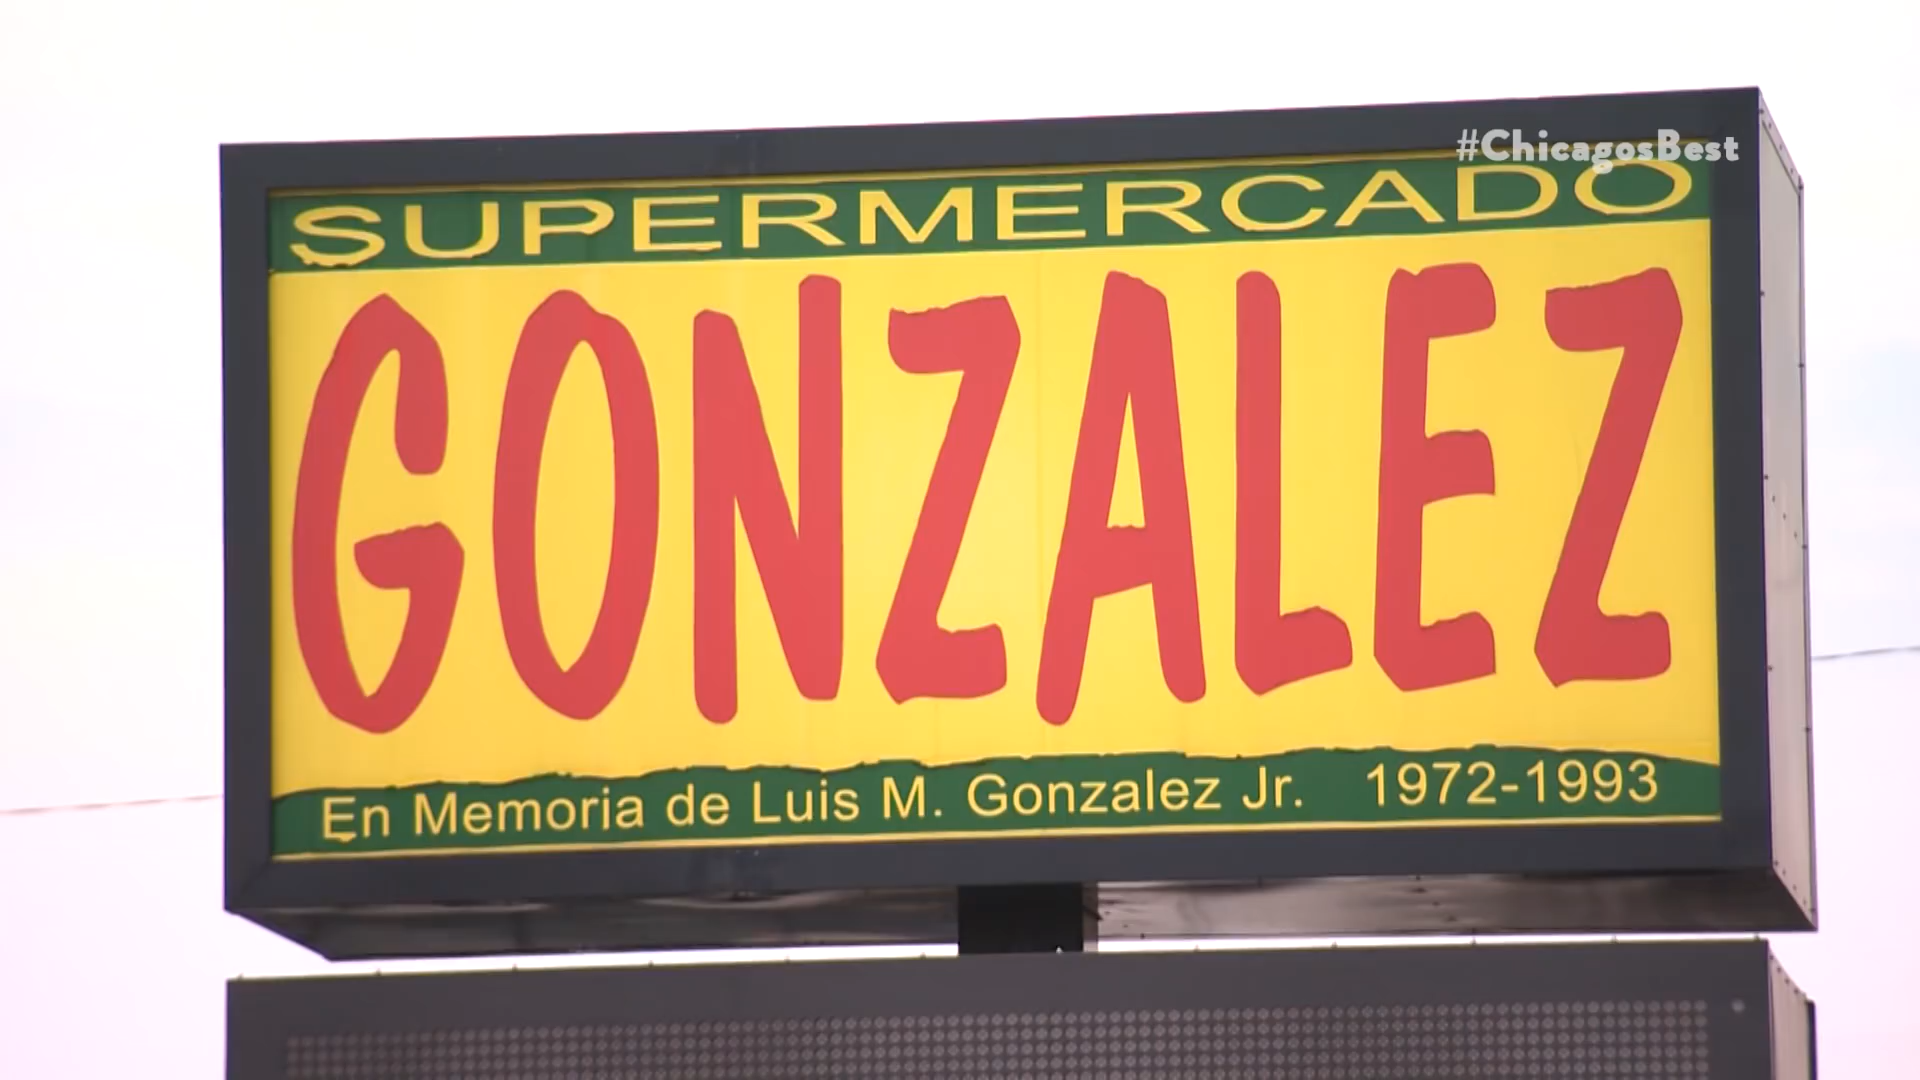 #ChicagosBest
SUPERMERCADO
GONZALEZ
En Memoria de Luis M. Gonzalez Jr. 1972-1993